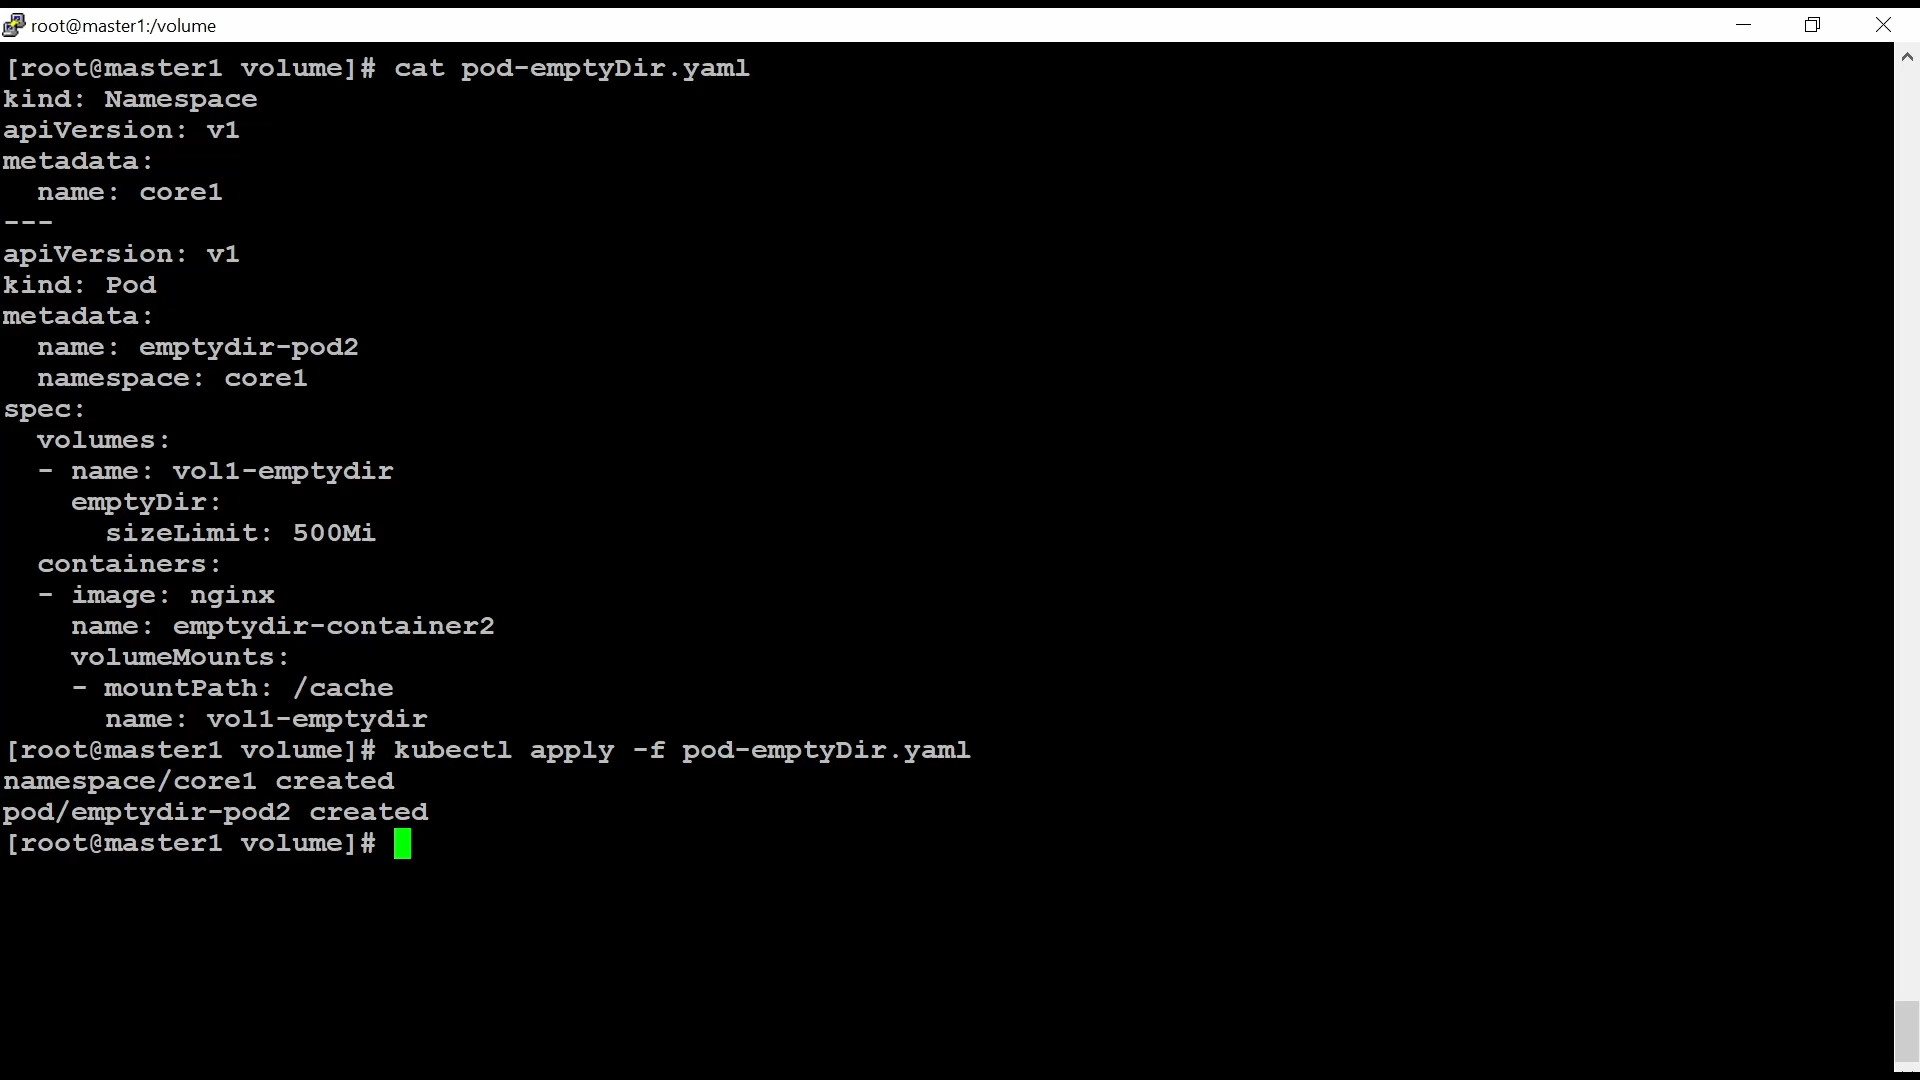 root@master1:/volume
[root@master1 volume]# cat pod-emptyDir.yaml
kind: Namespace
apiVersion: v1
metadata:
  name: core1
---
apiVersion: v1
kind: Pod
metadata:
  name: emptydir-pod2
  namespace: core1
spec:
  volumes:
  - name: vol1-emptydir
    emptyDir:
      sizeLimit: 500Mi
  containers:
  - image: nginx
    name: emptydir-container2
    volumeMounts:
    - mountPath: /cache
      name: vol1-emptydir
[root@master1 volume]# kubectl apply -f pod-emptyDir.yaml
namespace/core1 created
pod/emptydir-pod2 created
[root@master1 volume]#